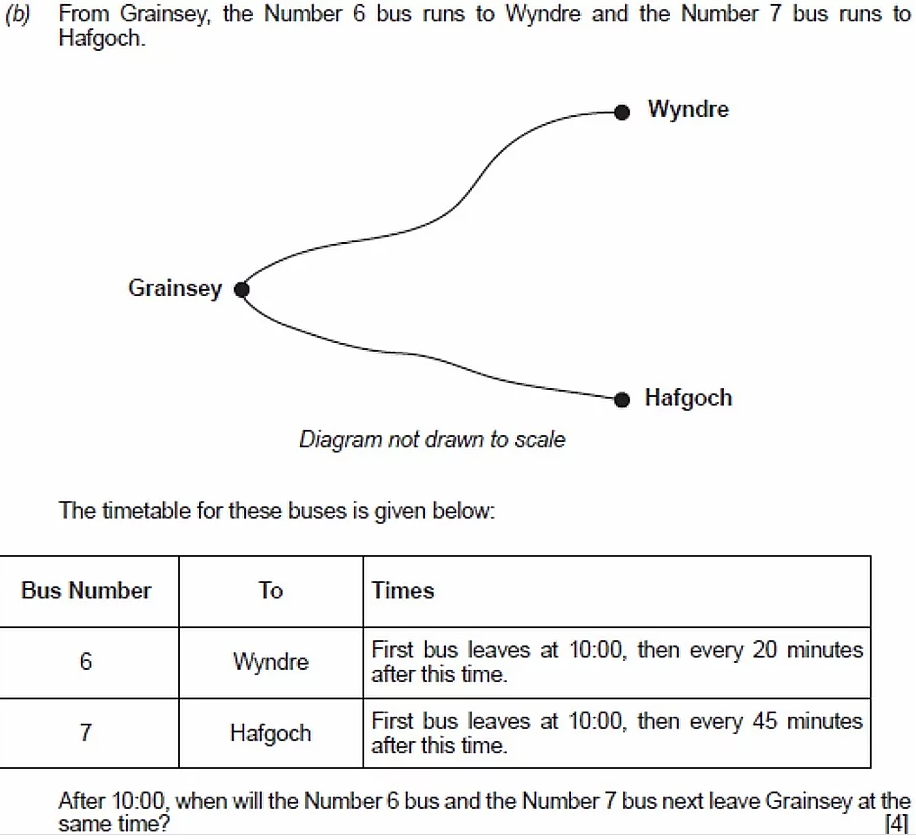 (b) From Grainsey, the Number 6 bus runs to Wyndre and the Number 7 bus runs to
Hafgoch.
Wyndre
Grainsey
Hafgoch
Diagram not drawn to scale
The timetable for these buses is given below:
Bus Number To Times
6 Wyndre First bus leaves at 10:00, then every 20 minutes
after this time.
7 Hafgoch First bus leaves at 10:00, then every 45 minutes
after this time.
After 10:00, when will the Number 6 bus and the Number 7 bus next leave Grainsey at the
same time? [4]